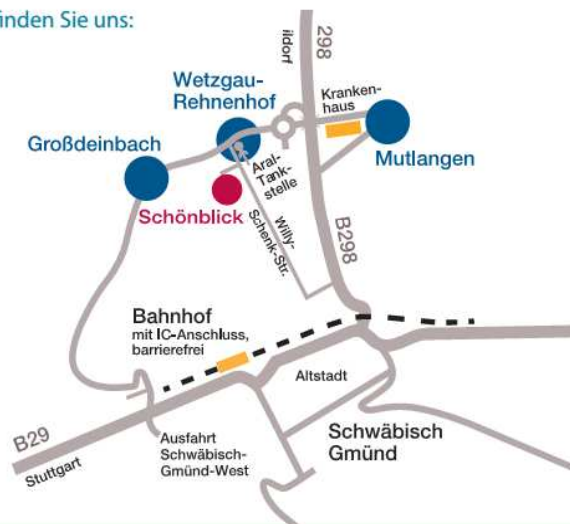 finden Sie uns:
298
ildorf
Wetzgau-
Rehnenhof
Kranken-
haus
Großdeinbach
Mutlangen
Aral-
Tank-
stelle
Schönblick
Willy-
Schenk-Str.
B298
Bahnhof
mit IC-Anschluss,
barrierefrei
Altstadt
B29
Stuttgart
Ausfahrt
Schwäbisch-
Gmünd-West
Schwäbisch
Gmünd